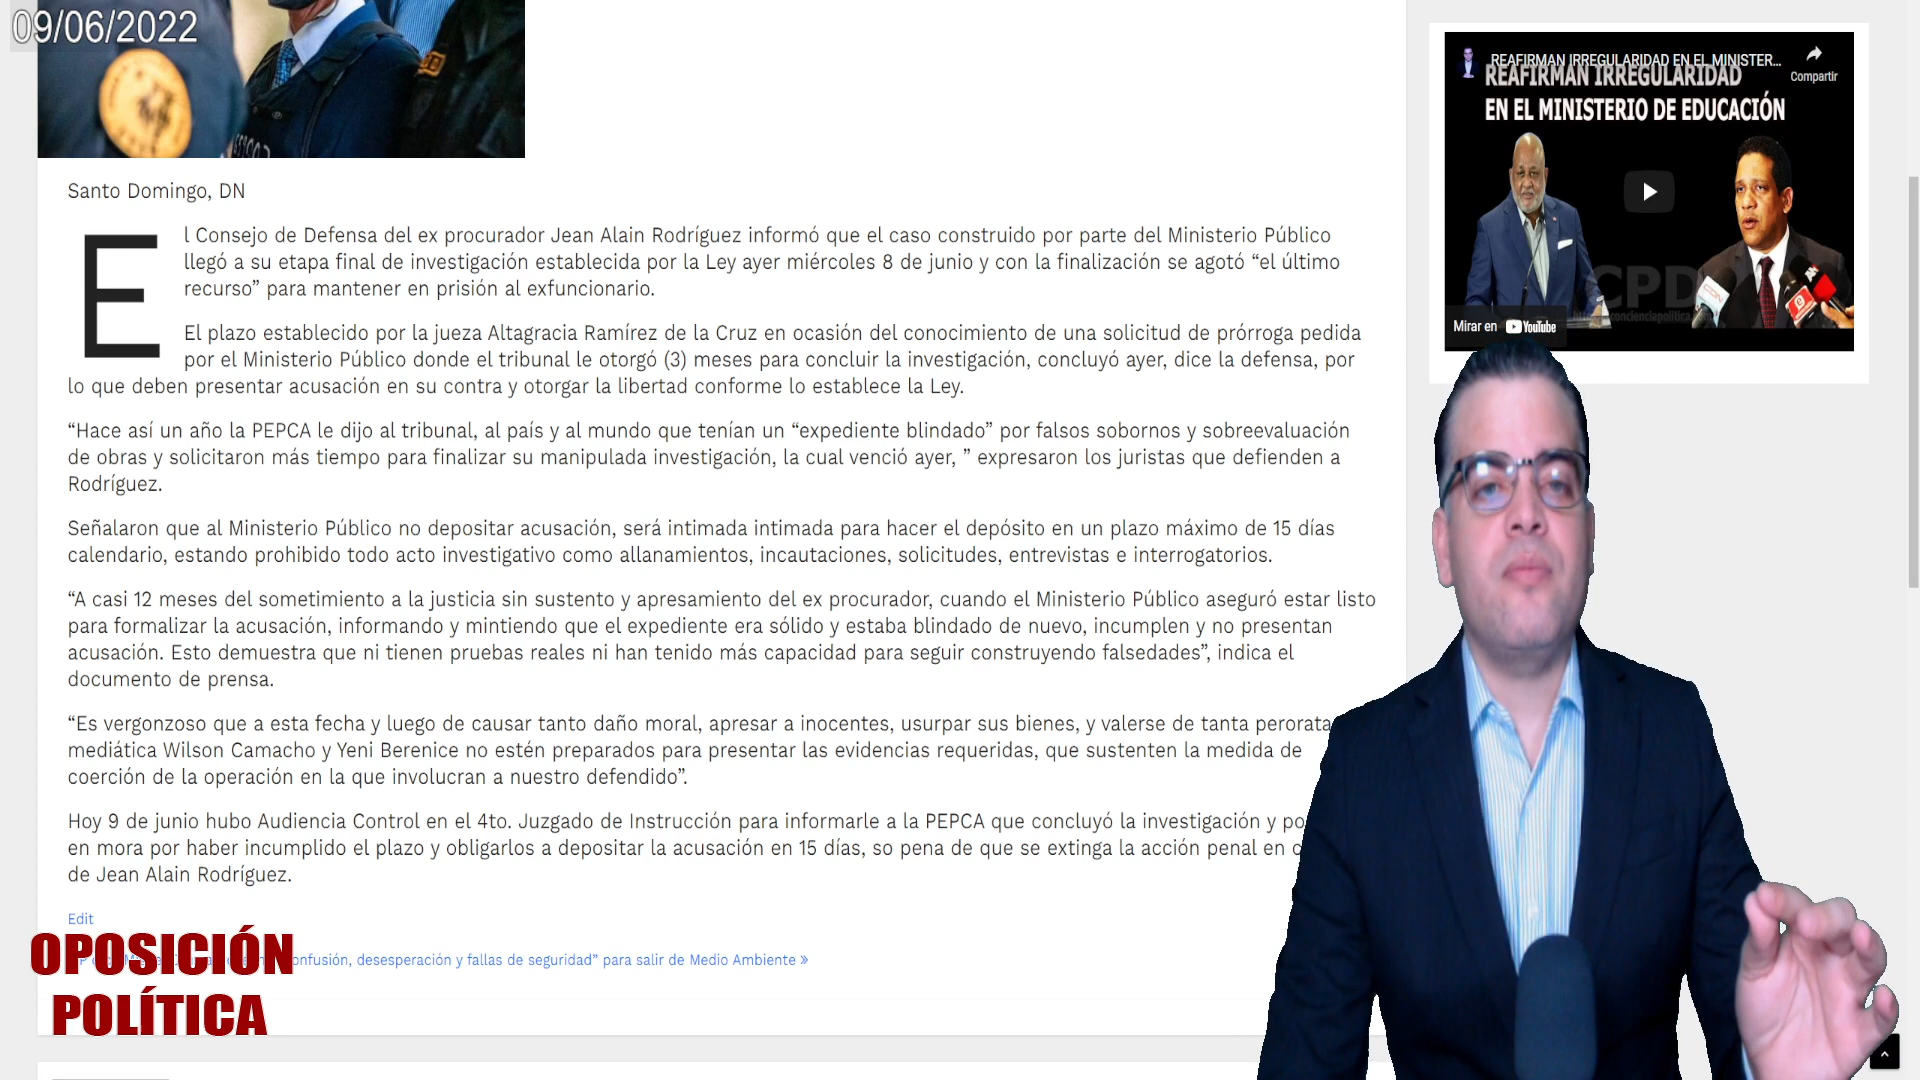 09/06/2022
Santo Domingo, DN
El Consejo de Defensa del ex procurador Jean Alain Rodríguez informó que el caso construido por parte del Ministerio Público
llegó a su etapa final de investigación establecida por la Ley ayer miércoles 8 de junio y con la finalización se agotó “el último
recurso” para mantener en prisión al exfuncionario.
El plazo establecido por la jueza Altagracia Ramírez de la Cruz en ocasión del conocimiento de una solicitud de prórroga pedida
por el Ministerio Público donde el tribunal le otorgó (3) meses para concluir la investigación, concluyó ayer, dice la defensa, por
lo que deben presentar acusación en su contra y otorgar la libertad conforme lo establece la Ley.
“Hace así un año la PEPCA le dijo al tribunal, al país y al mundo que tenían un “expediente blindado” por falsos sobornos y sobreevaluación
de obras y solicitaron más tiempo para finalizar su manipulada investigación, la cual venció ayer, ” expresaron los juristas que defienden a
Rodríguez.
Señalaron que al Ministerio Público no depositar acusación, será intimada intimada para hacer el depósito en un plazo máximo de 15 días
calendario, estando prohibido todo acto investigativo como allanamientos, incautaciones, solicitudes, entrevistas e interrogatorios.
“A casi 12 meses del sometimiento a la justicia sin sustento y apresamiento del ex procurador, cuando el Ministerio Público aseguró estar listo
para formalizar la acusación, informando y mintiendo que el expediente era sólido y estaba blindado de nuevo, incumplen y no presentan
acusación. Esto demuestra que ni tienen pruebas reales ni han tenido más capacidad para seguir construyendo falsedades”, indica el
documento de prensa.
“Es vergonzoso que a esta fecha y luego de causar tanto daño moral, apresar a inocentes, usurpar sus bienes, y valerse de tanta perorata
mediática Wilson Camacho y Yeni Berenice no estén preparados para presentar las evidencias requeridas, que sustenten la medida de
coerción de la operación en la que involucran a nuestro defendido”.
Hoy 9 de junio hubo Audiencia Control en el 4to. Juzgado de Instrucción para informarle a la PEPCA que concluyó la investigación y
en mora por haber incumplido el plazo y obligarlos a depositar la acusación en 15 días, so pena de que se extinga la acción penal en
de Jean Alain Rodríguez.
Edit
desesperación y fallas de seguridad” para salir de Medio Ambiente »
OPOSICIÓN
POLÍTICA
REAFIRMAN IRREGULARIDAD EN EL MINISTER...
Compartir
REAFIRMAN IRREGULARIDAD
EN EL MINISTERIO DE EDUCACIÓN
CPD
Mirar en YouTube